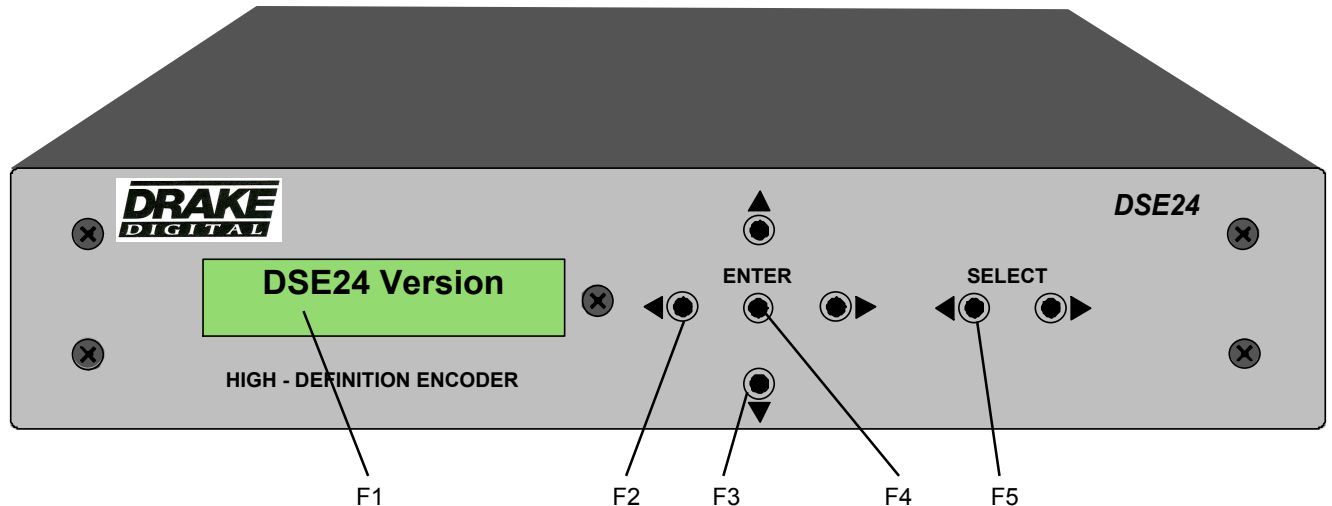 DRAKE
DIGITAL
DSE24
DSE24 Version
ENTER
SELECT
HIGH - DEFINITION ENCODER
F1
F2
F3
F4
F5